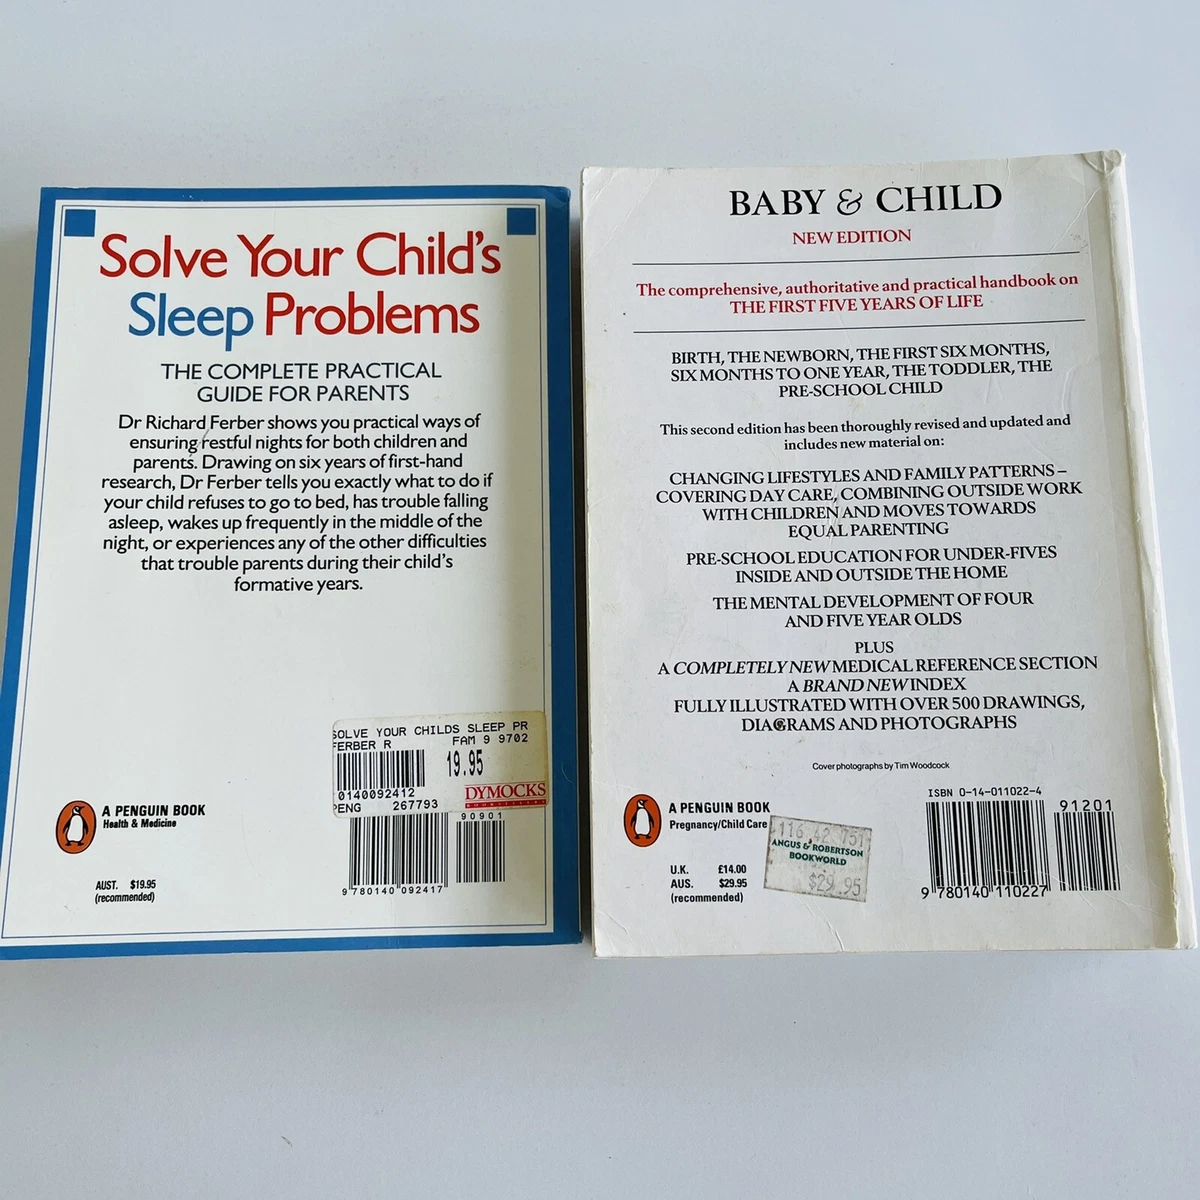 Solve Your Child's
Sleep Problems
THE COMPLETE PRACTICAL
GUIDE FOR PARENTS
Dr Richard Ferber shows you practical ways of
ensuring restful nights for both children and
parents. Drawing on six years of first-hand
research, Dr Ferber tells you exactly what to do if
your child refuses to go to bed, has trouble falling
asleep, wakes up frequently in the middle of the
night, or experiences any of the other difficulties
that trouble parents during their child's
formative years.
SOLVE YOUR CHILDS SLEEP PR
FERBER R FAM 9 9702
19.95
0140092412
PENG 267793
DYMOCKS
A PENGUIN BOOK
Health & Medicine
90901
9 780140 092417
AUST. $19.95
(recommended)
BABY & CHILD
NEW EDITION
The comprehensive, authoritative and practical handbook on
THE FIRST FIVE YEARS OF LIFE
BIRTH, THE NEWBORN, THE FIRST SIX MONTHS,
SIX MONTHS TO ONE YEAR, THE TODDLER, THE
PRE-SCHOOL CHILD
This second edition has been thoroughly revised and updated and
includes new material on:
CHANGING LIFESTYLES AND FAMILY PATTERNS –
COVERING DAY CARE, COMBINING OUTSIDE WORK
WITH CHILDREN AND MOVES TOWARDS
EQUAL PARENTING
PRE-SCHOOL EDUCATION FOR UNDER-FIVES
INSIDE AND OUTSIDE THE HOME
THE MENTAL DEVELOPMENT OF FOUR
AND FIVE YEAR OLDS
PLUS
A COMPLETELY NEW MEDICAL REFERENCE SECTION
A BRAND NEW INDEX
FULLY ILLUSTRATED WITH OVER 500 DRAWINGS,
DIAGRAMS AND PHOTOGRAPHS
Cover photographs by Tim Woodcock
A PENGUIN BOOK
Pregnancy/Child Care
116 42 751
ANGUS & ROBERTSON
BOOKWORLD
$29.95
U.K. £14.00
AUS. $29.95
(recommended)
ISBN 0-14-011022-4
91201
9 780140 110227